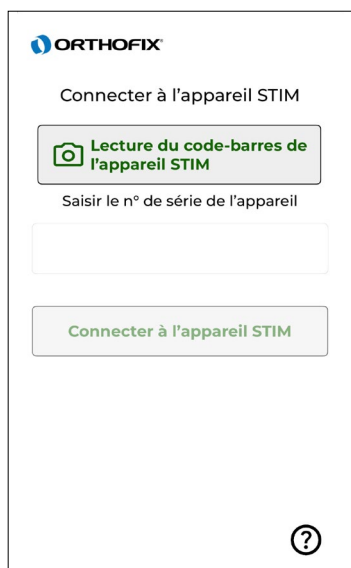 ORTHOFIX®
Connecter à l’appareil STIM
Lecture du code-barres de
l’appareil STIM
Saisir le n° de série de l’appareil
Connecter à l’appareil STIM
?